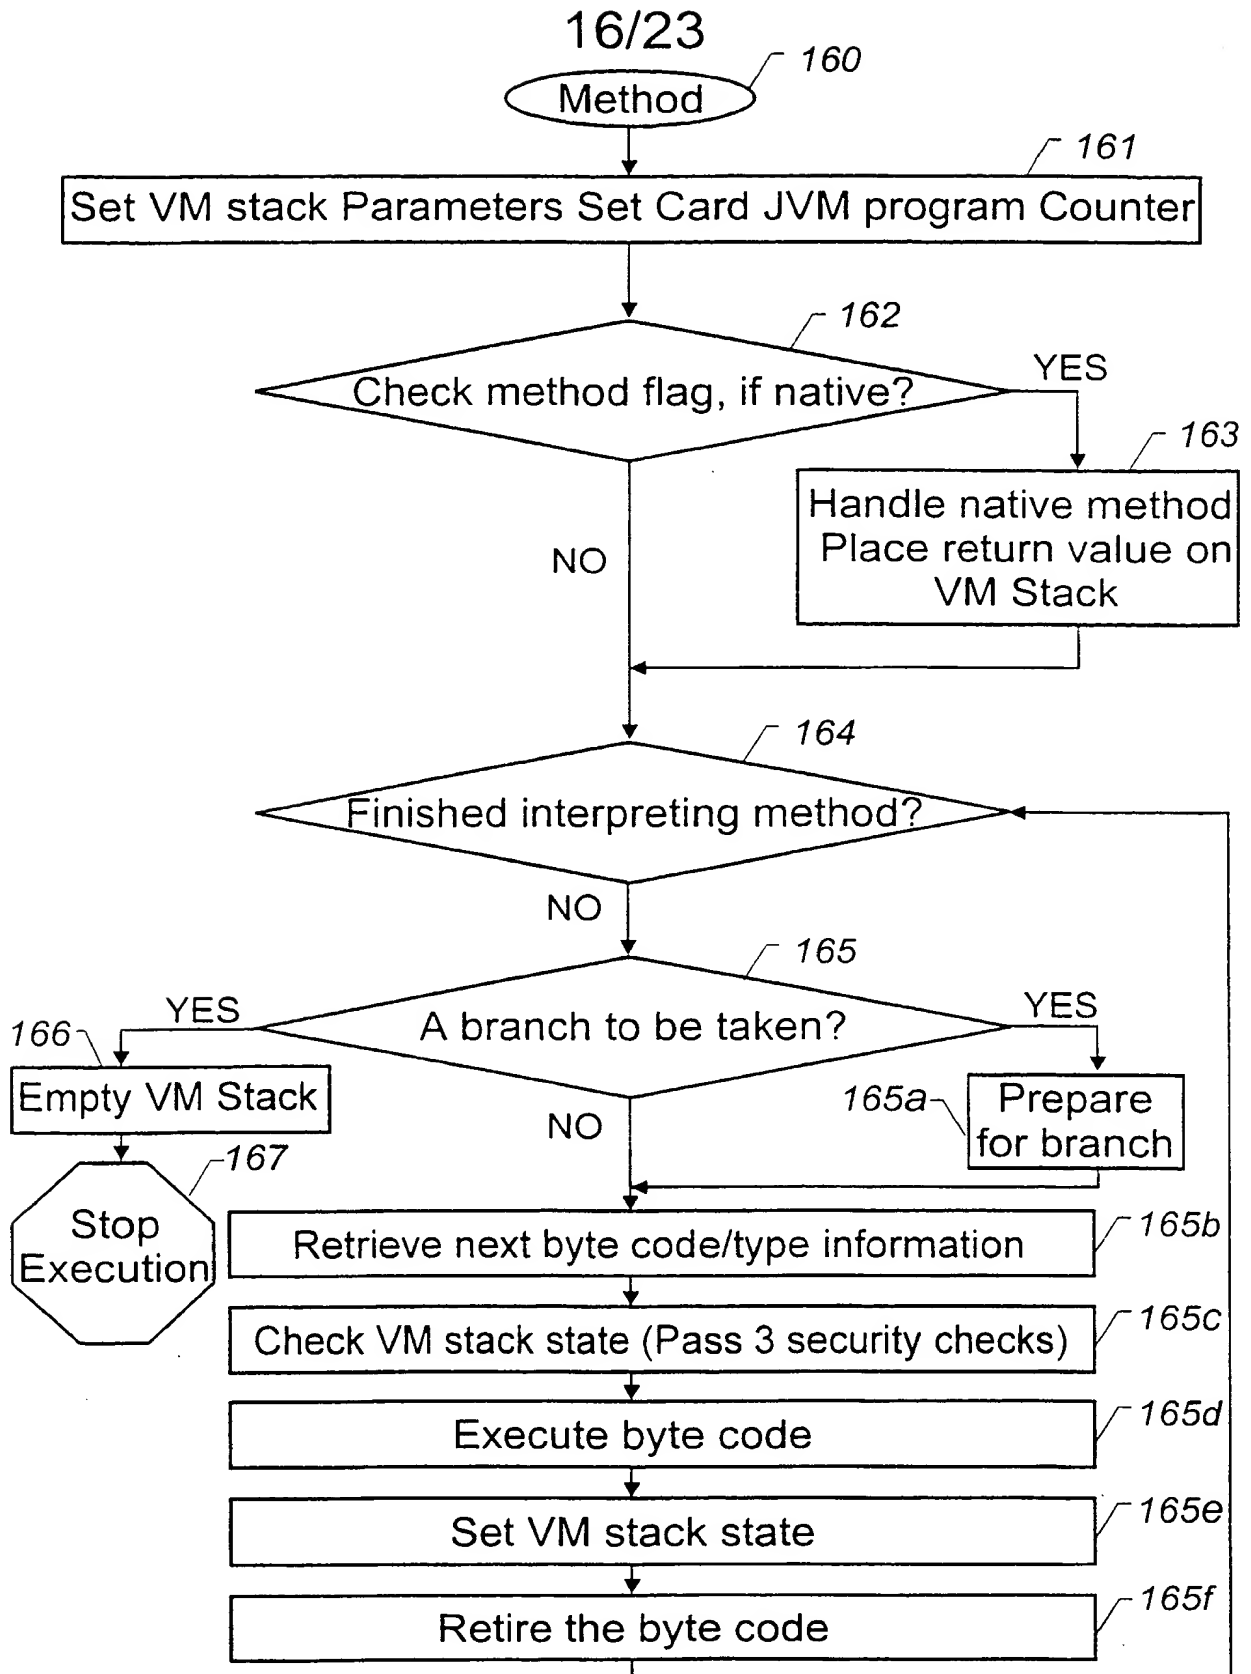 16/23
160
Method
161
Set VM stack Parameters Set Card JVM program Counter
162
Check method flag, if native?
YES
163
Handle native method
Place return value on
VM Stack
NO
164
Finished interpreting method?
NO
165
A branch to be taken?
YES
YES
166
Empty VM Stack
165a
Prepare
for branch
NO
167
Stop
Execution
165b
Retrieve next byte code/type information
165c
Check VM stack state (Pass 3 security checks)
165d
Execute byte code
165e
Set VM stack state
165f
Retire the byte code